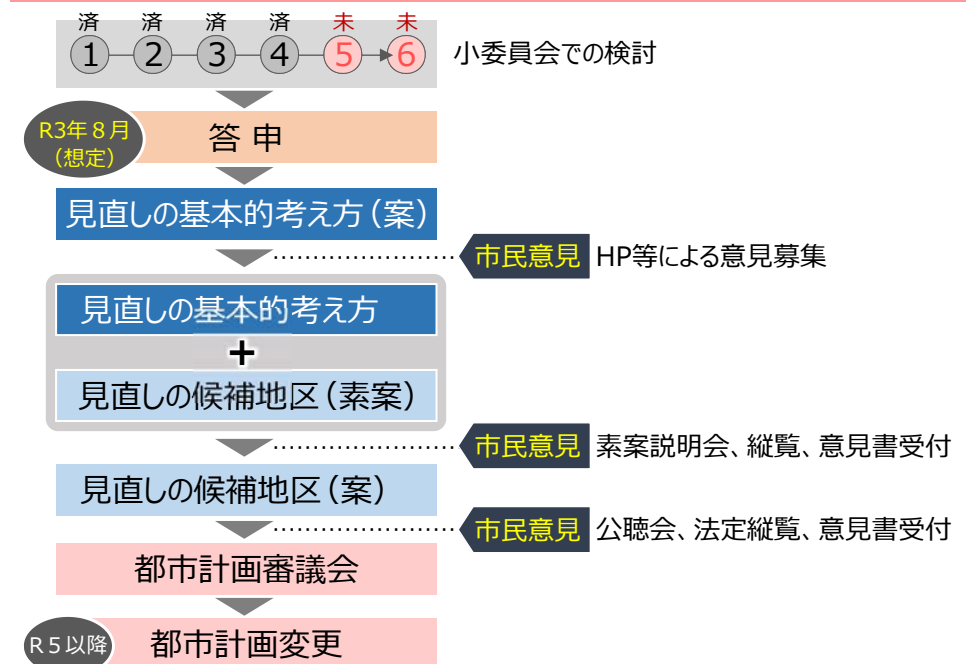 済 済 済 済 未 未
1 2 3 4 5 6 小委員会での検討
R3年８月
（想定）
答 申
見直しの基本的考え方（案）
市民意見 HP等による意見募集
見直しの基本的考え方
+
見直しの候補地区（素案）
市民意見 素案説明会、縦覧、意見書受付
見直しの候補地区（案）
市民意見 公聴会、法定縦覧、意見書受付
都市計画審議会
R５以降 都市計画変更